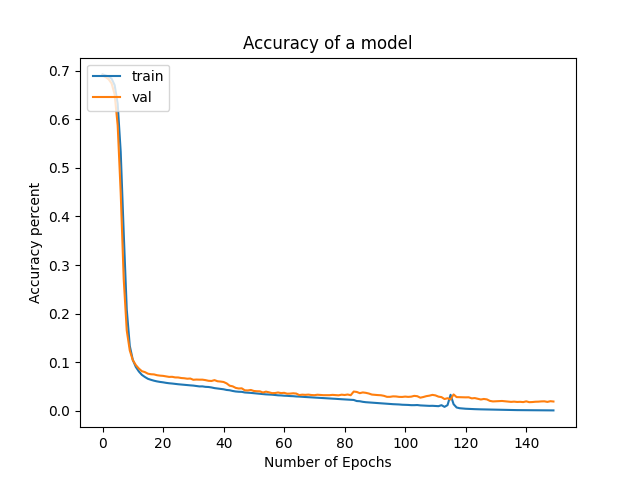 Accuracy of a model
train
val
Accuracy percent
0.7
0.6
0.5
0.4
0.3
0.2
0.1
0.0
0 20 40 60 80 100 120 140
Number of Epochs